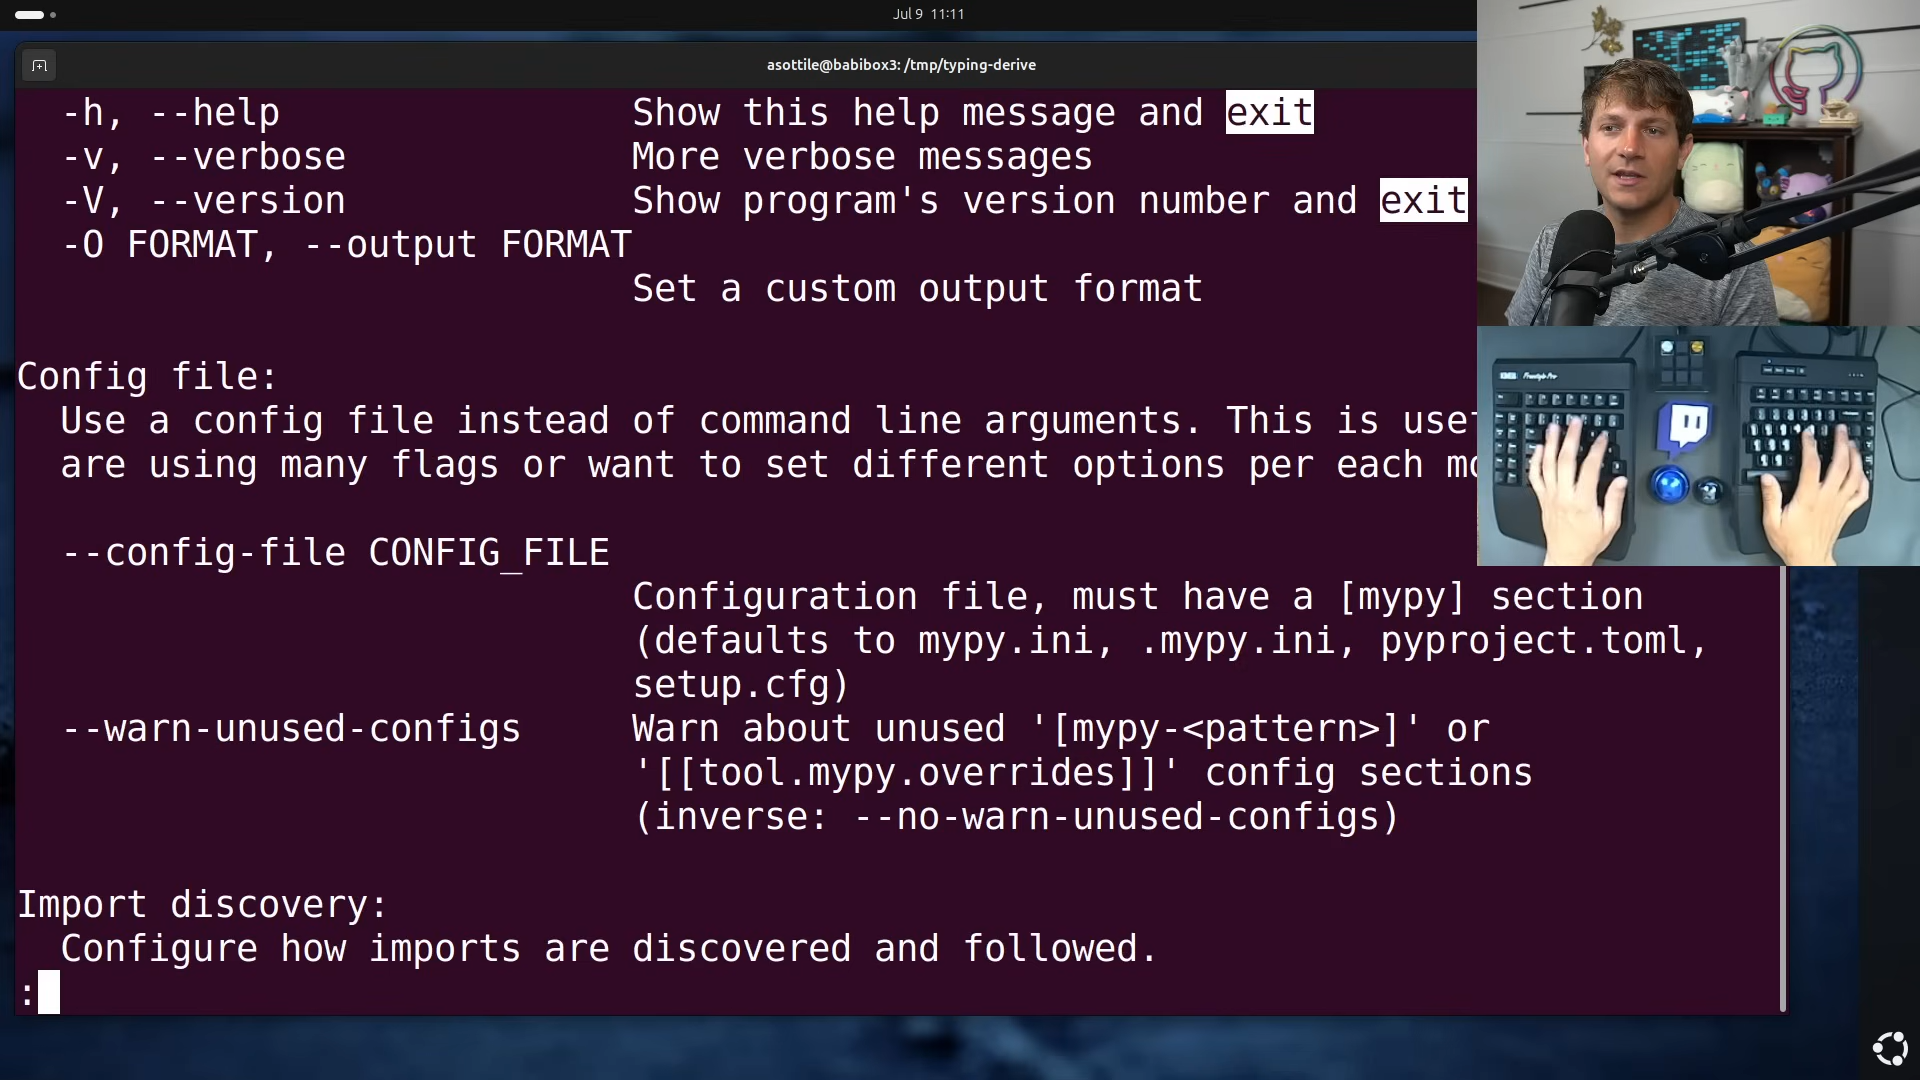 Jul 9 11:11
asottile@babibox3: /tmp/typing-derive
-h, --help Show this help message and exit
-v, --verbose More verbose messages
-V, --version Show program's version number and exit
-O FORMAT, --output FORMAT
Set a custom output format
Config file:
Use a config file instead of command line arguments. This is usef
are using many flags or want to set different options per each mo
--config-file CONFIG_FILE
Configuration file, must have a [mypy] section
(defaults to mypy.ini, .mypy.ini, pyproject.toml,
setup.cfg)
--warn-unused-configs Warn about unused '[mypy-<pattern>]' or
'[[tool.mypy.overrides]]' config sections
(inverse: --no-warn-unused-configs)
Import discovery:
Configure how imports are discovered and followed.
:
Freestyle Pro